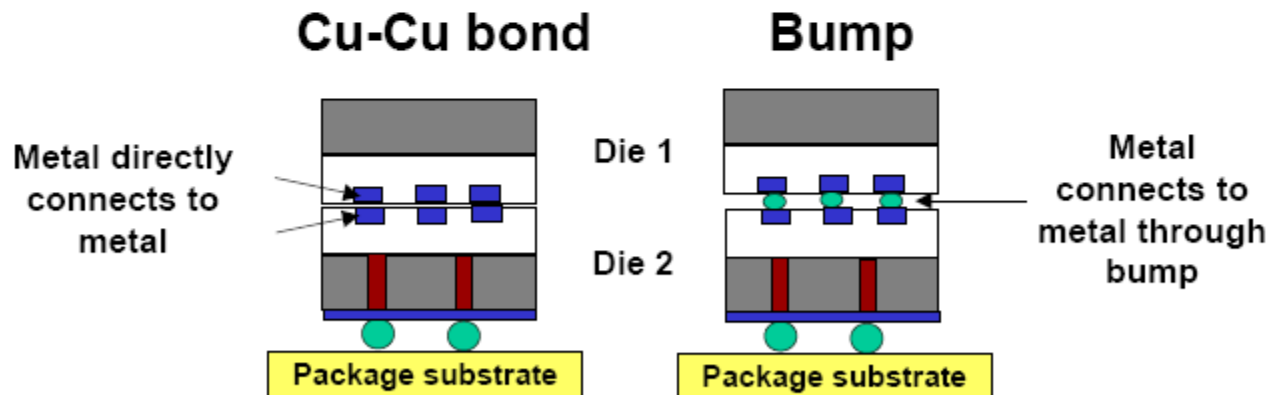 Cu-Cu bond
Bump
Metal directly
connects to
metal
Die 1
Die 2
Metal
connects to
metal through
bump
Package substrate
Package substrate